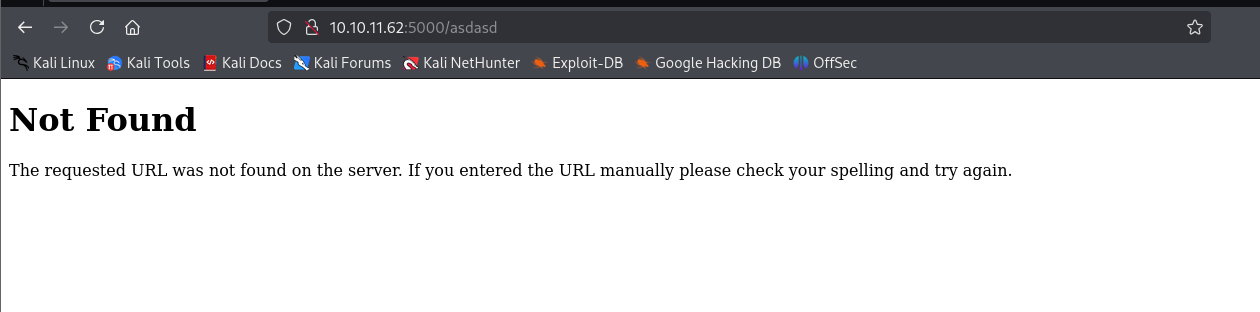 10.10.11.62:5000/asdasd
Kali Linux Kali Tools Kali Docs Kali Forums Kali NetHunter Exploit-DB Google Hacking DB OffSec
Not Found
The requested URL was not found on the server. If you entered the URL manually please check your spelling and try again.